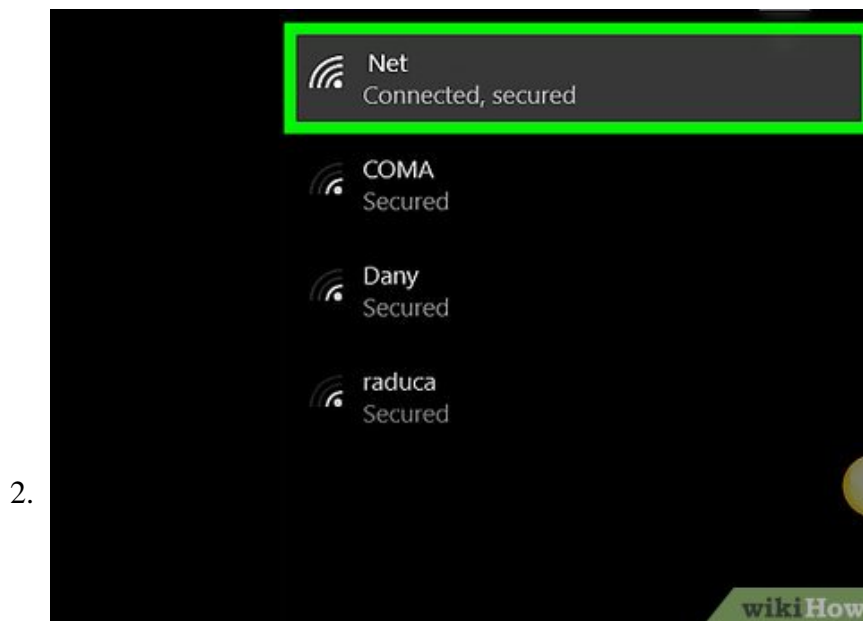 Net
Connected, secured
COMA
Secured
Dany
Secured
raduca
Secured
2.
wikiHow